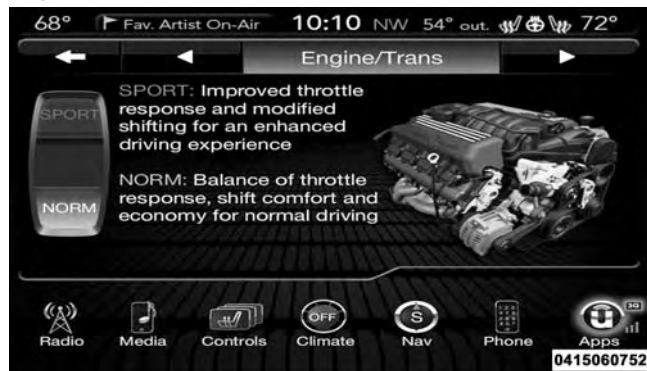 68° Fav. Artist On-Air 10:10 NW 54° out. 72°
Engine/Trans
SPORT
NORM
SPORT: Improved throttle
response and modified
shifting for an enhanced
driving experience
NORM: Balance of throttle
response, shift comfort and
economy for normal driving
OFF
S
3G
Radio Media Controls Climate Nav Phone Apps
0415060752